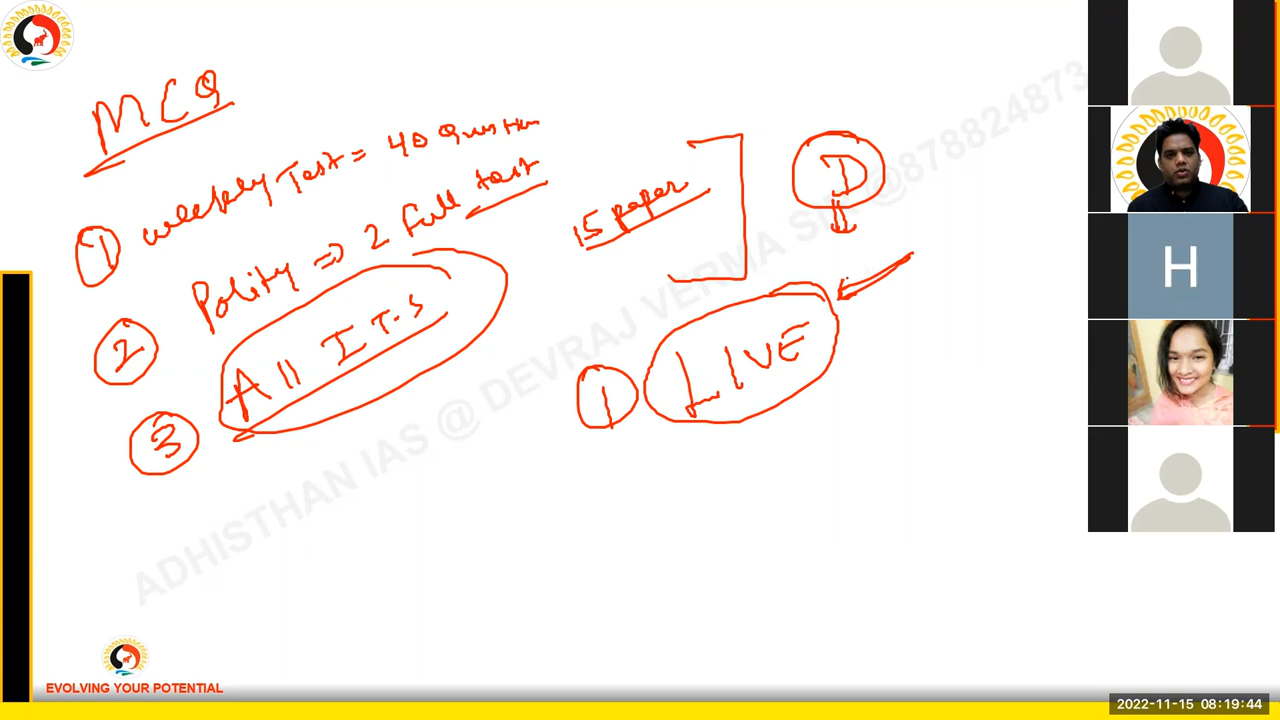 MCQ
1 weekly Test = 40 Question
2 Polity => 2 full test
3 All I.T.S
15 paper
D
1 LIVE
H
ADHISTHAN IAS @ DEVRAJ VERMA SIR @8788824873
EVOLVING YOUR POTENTIAL
2022-11-15 08:19:44